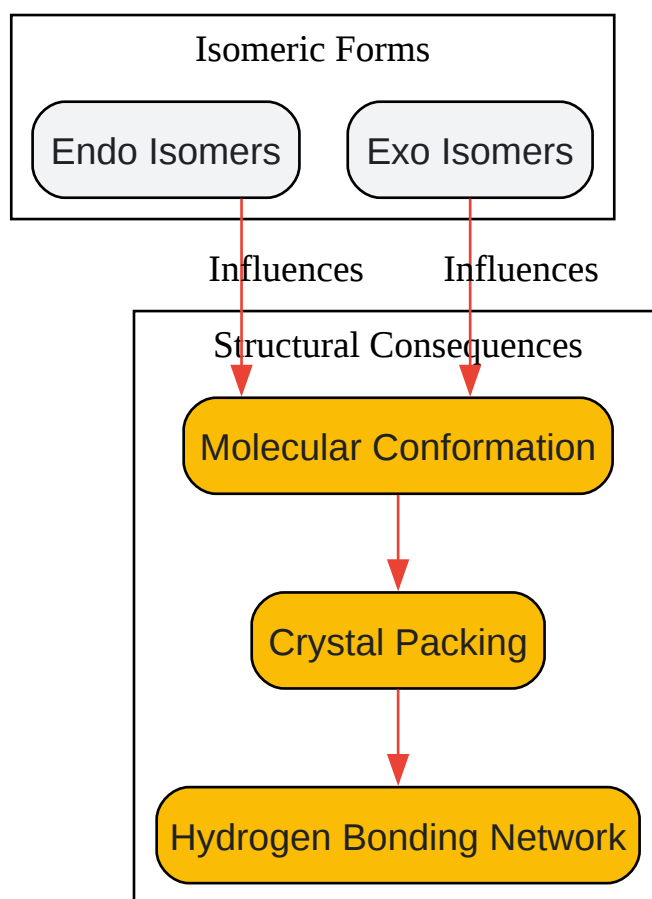 Isomeric Forms
Endo Isomers
Exo Isomers
Influences
Influences
Structural Consequences
Molecular Conformation
Crystal Packing
Hydrogen Bonding Network